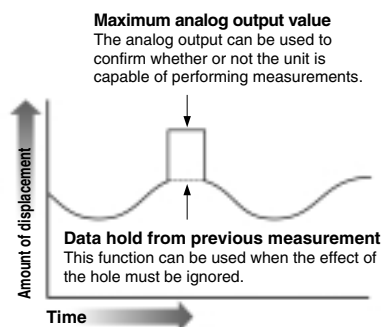 Maximum analog output value
The analog output can be used to
confirm whether or not the unit is
capable of performing measurements.
Amount of displacement
Data hold from previous measurement
This function can be used when the effect of
the hole must be ignored.
Time